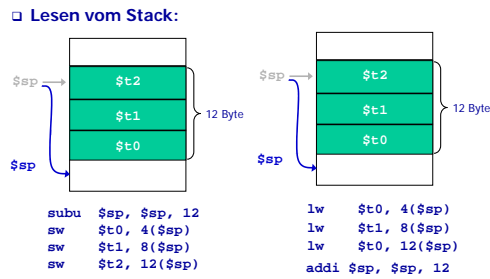 ❑ Lesen vom Stack:
$sp
$t2
$t1
$t0
12 Byte
$sp
subu $sp, $sp, 12
sw $t0, 4($sp)
sw $t1, 8($sp)
sw $t2, 12($sp)
$sp
$t2
$t1
$t0
12 Byte
$sp
lw $t0, 4($sp)
lw $t1, 8($sp)
lw $t0, 12($sp)
addi $sp, $sp, 12